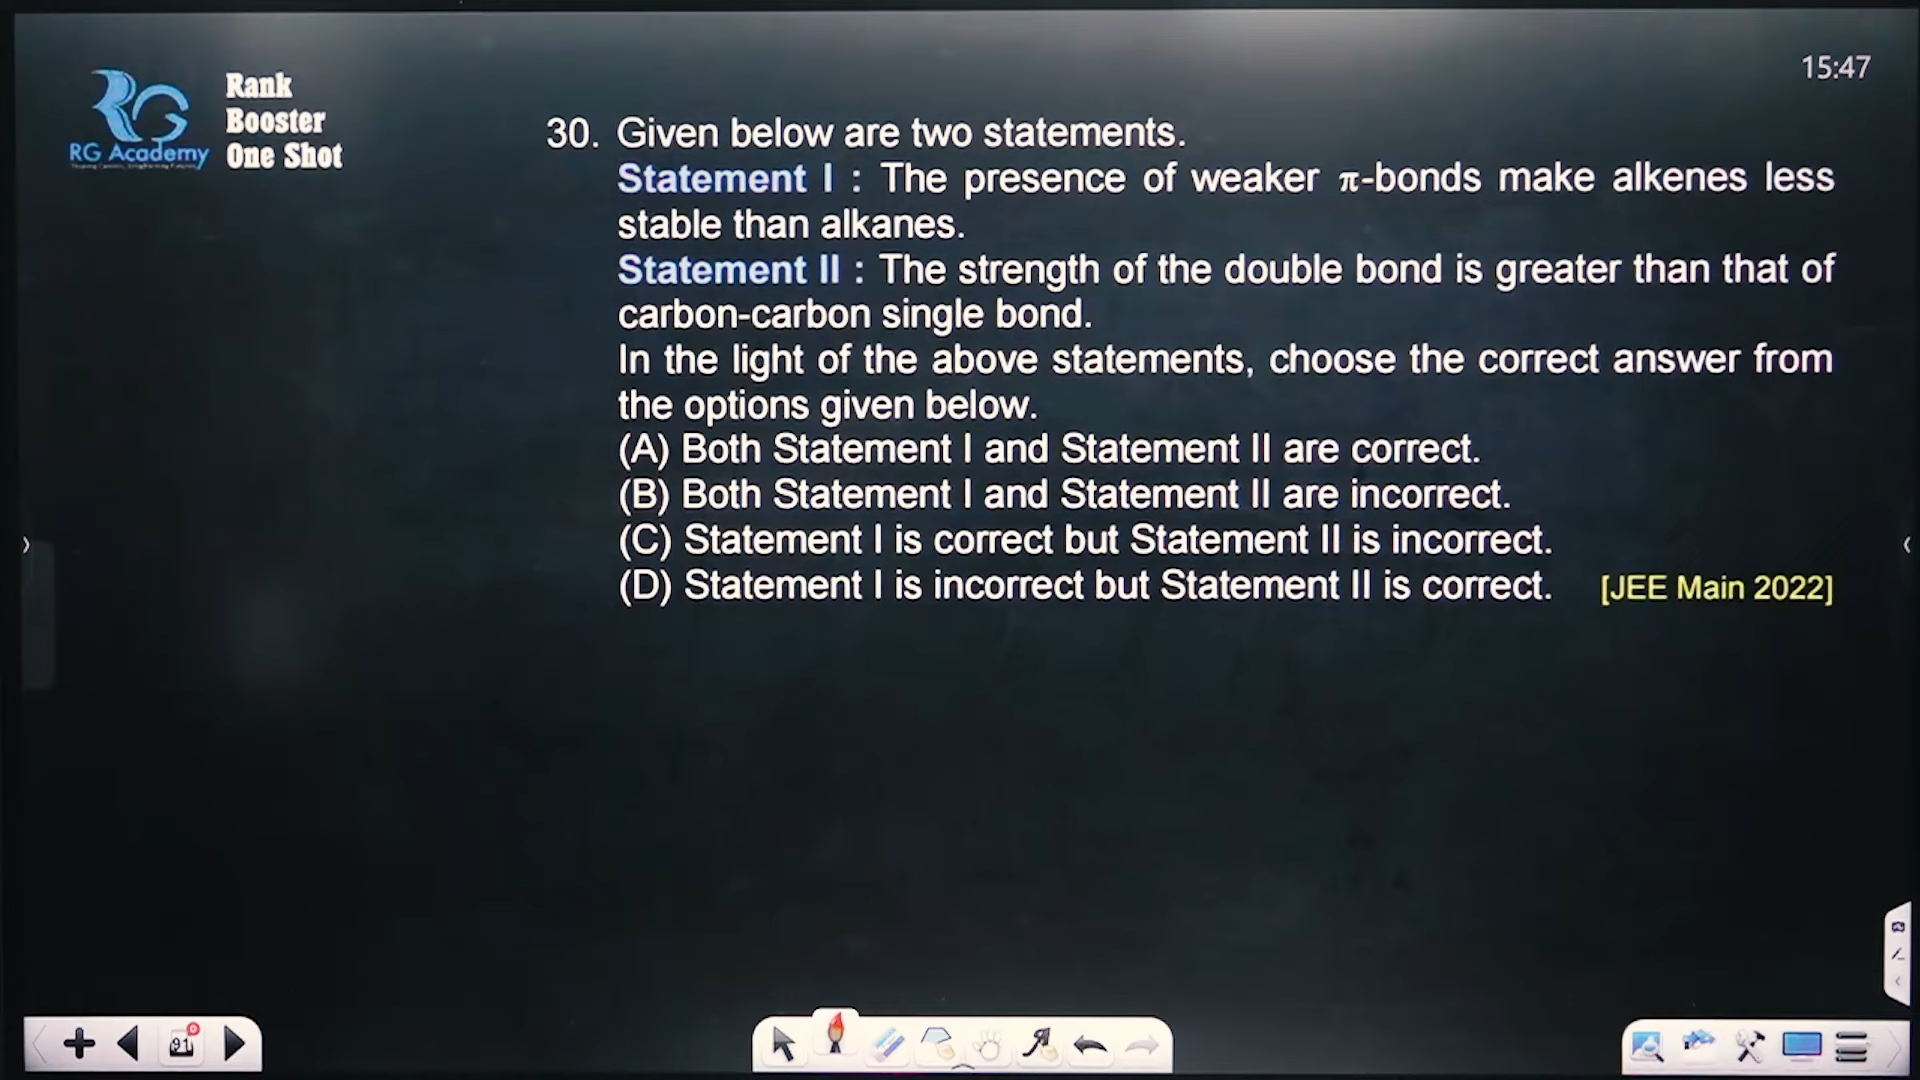 RG Academy
Rank
Booster
One Shot
15:47
30. Given below are two statements.
Statement I : The presence of weaker π-bonds make alkenes less
stable than alkanes.
Statement II : The strength of the double bond is greater than that of
carbon-carbon single bond.
In the light of the above statements, choose the correct answer from
the options given below.
(A) Both Statement I and Statement II are correct.
(B) Both Statement I and Statement II are incorrect.
(C) Statement I is correct but Statement II is incorrect.
(D) Statement I is incorrect but Statement II is correct. [JEE Main 2022]
91